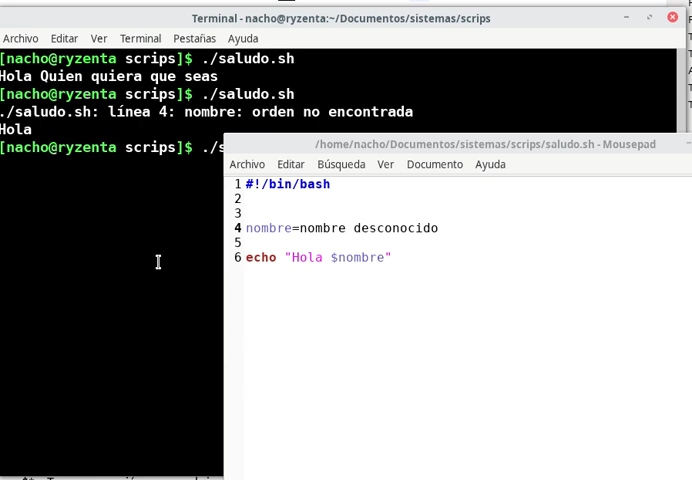 Terminal - nacho@ryzenta:~/Documentos/sistemas/scrips
Archivo Editar Ver Terminal Pestañas Ayuda
[nacho@ryzenta scrips]$ ./saludo.sh
Hola Quien quiera que seas
[nacho@ryzenta scrips]$ ./saludo.sh
./saludo.sh: línea 4: nombre: orden no encontrada
Hola
[nacho@ryzenta scrips]$ ./s
/home/nacho/Documentos/sistemas/scrips/saludo.sh - Mousepad
Archivo Editar Búsqueda Ver Documento Ayuda
1 #!/bin/bash
2
3
4 nombre=nombre desconocido
5
6 echo "Hola $nombre"